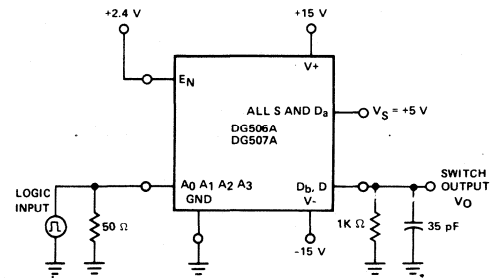 +2.4 V
+15 V
V+
EN
ALL S AND Da
VS = +5 V
DG506A
DG507A
A0 A1 A2 A3
GND
Db, D
V-
SWITCH
OUTPUT
VO
LOGIC
INPUT
50 Ω
1K Ω
35 pF
-15 V